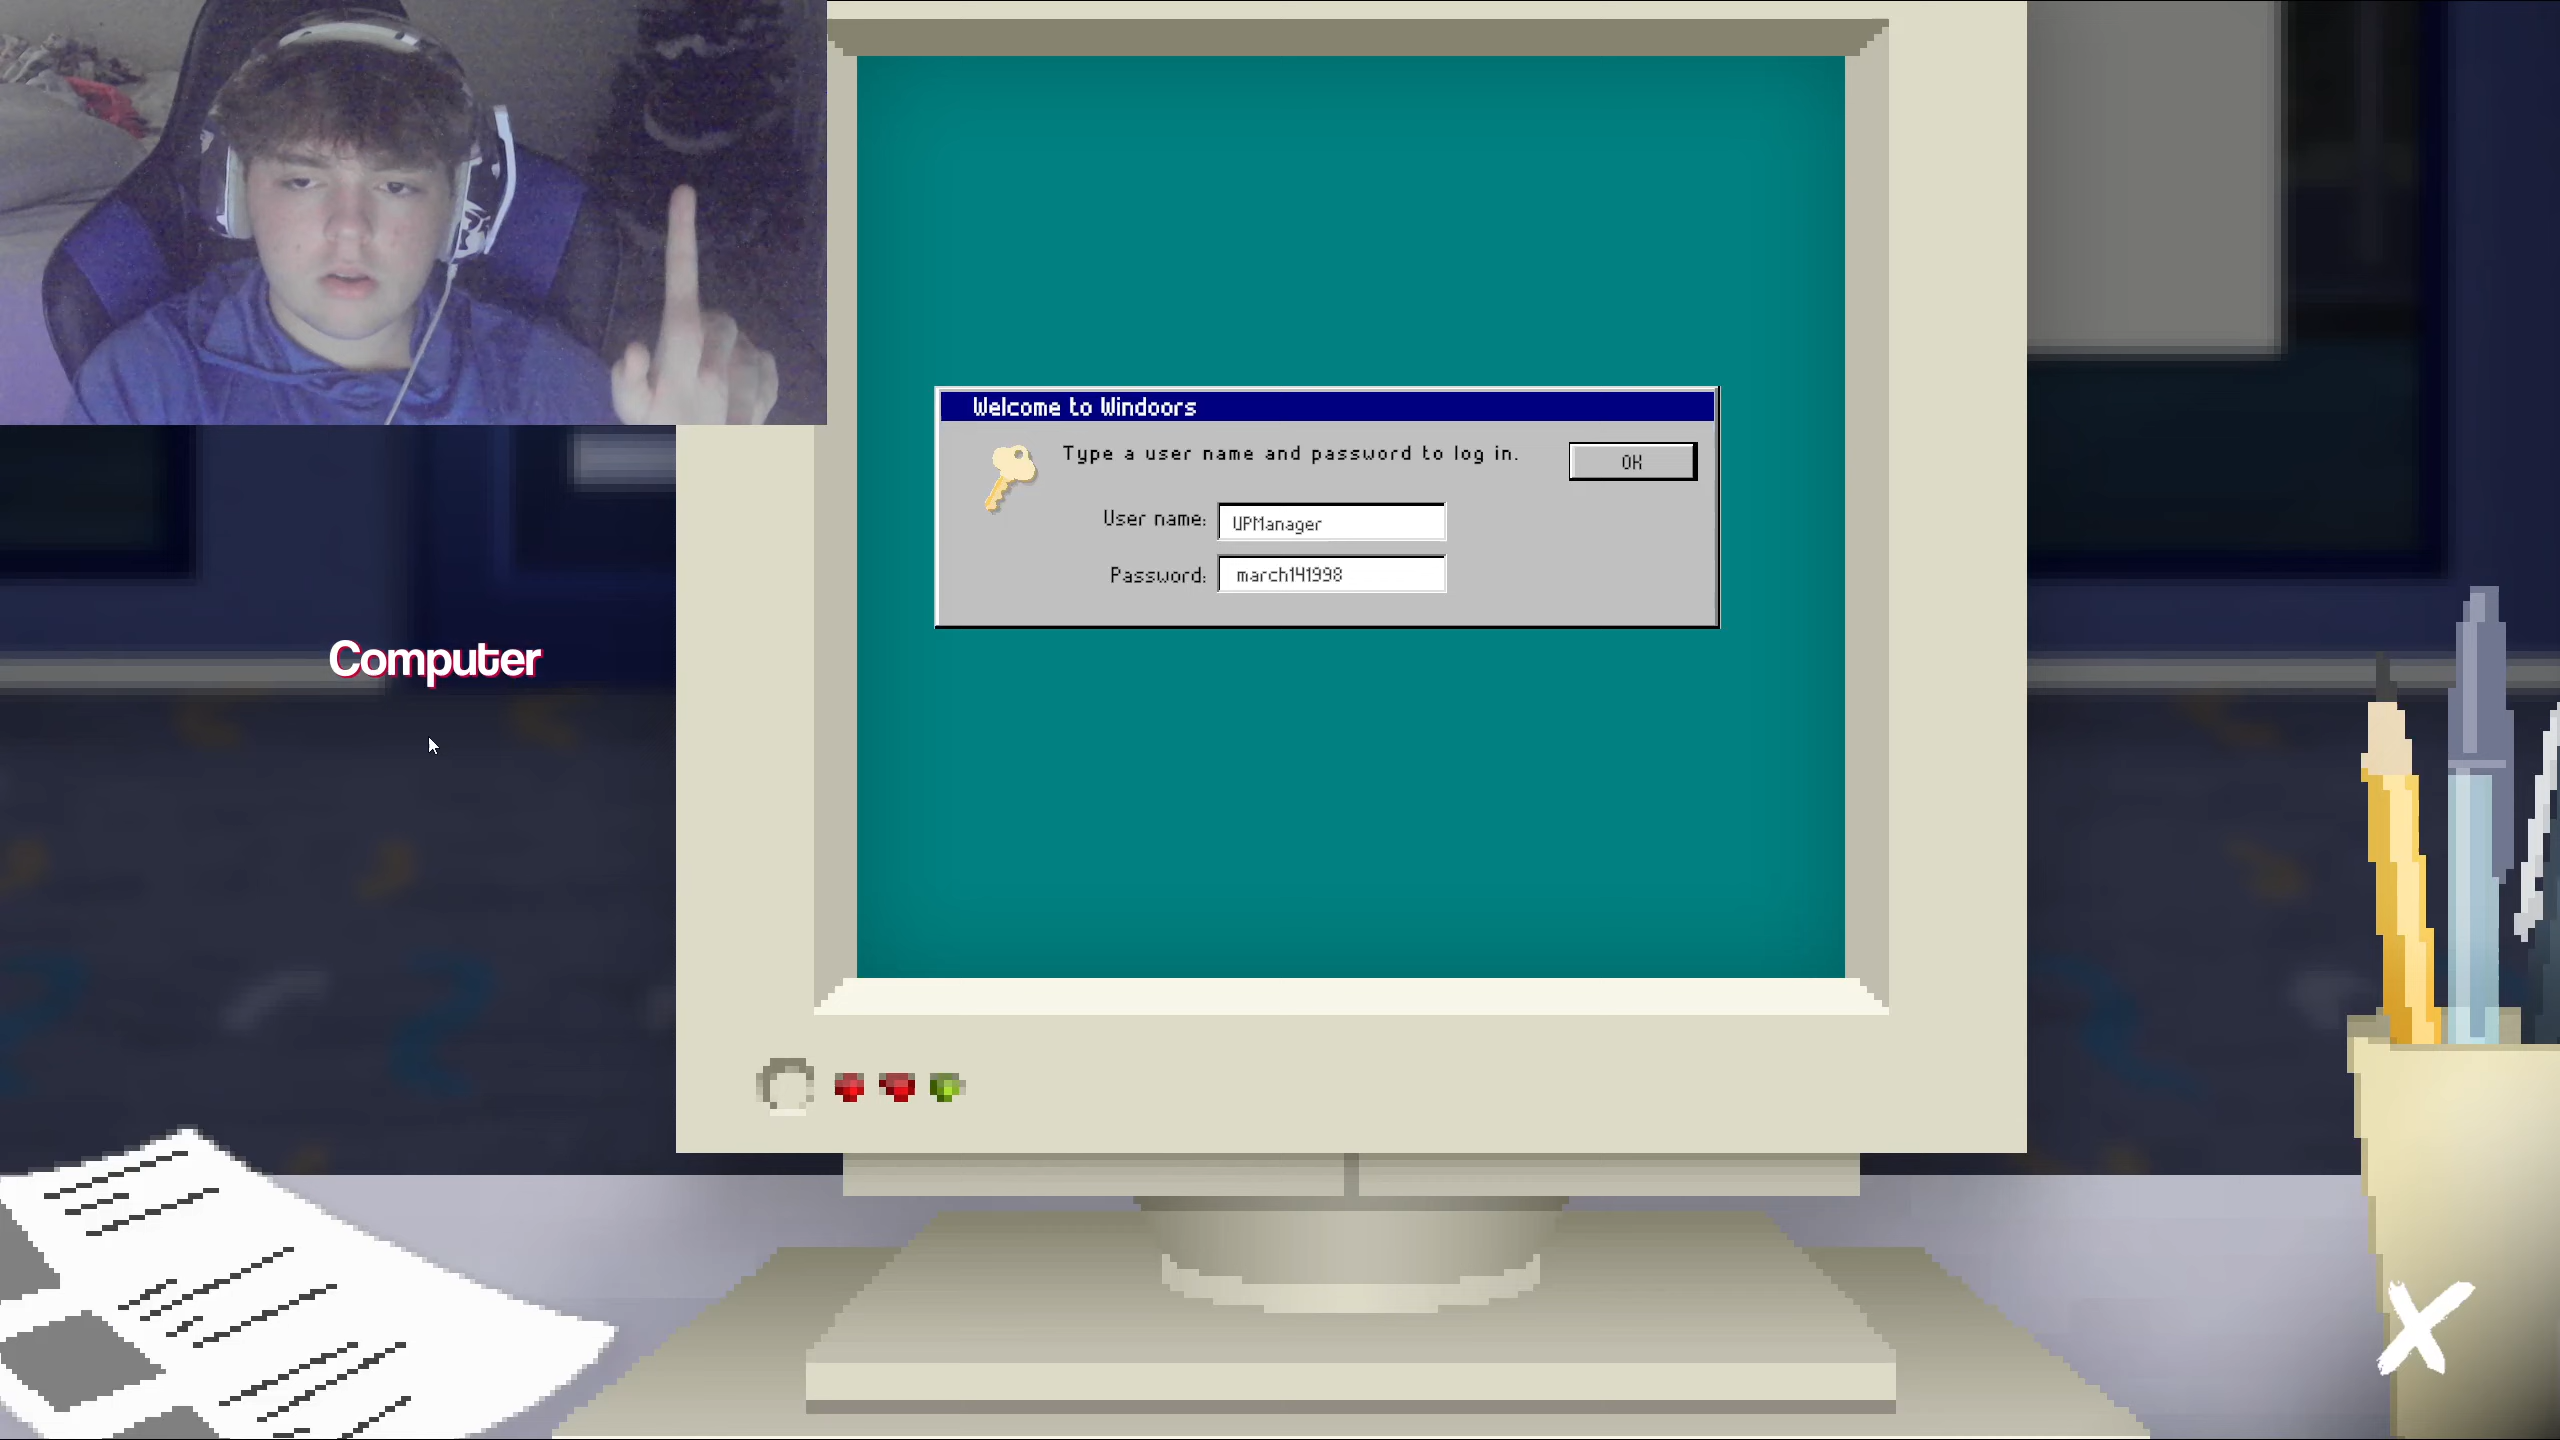 Welcome to Windoors
Type a user name and password to log in.
OK
User name: UPManager
Password: march141998
Computer